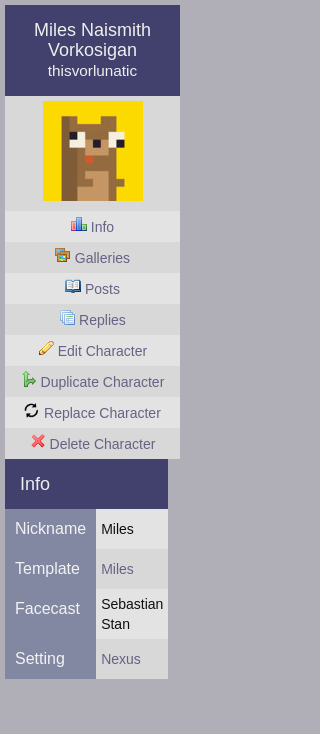 Miles Naismith
Vorkosigan
thisvorlunatic
Info
Galleries
Posts
Replies
Edit Character
Duplicate Character
Replace Character
Delete Character
Info
Nickname Miles
Template Miles
Facecast Sebastian
Stan
Setting Nexus